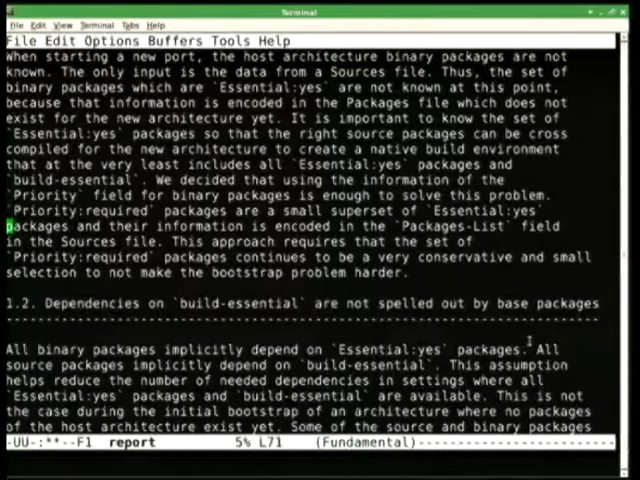 Terminal
File Edit View Terminal Tabs Help
File Edit Options Buffers Tools Help
When starting a new port, the host architecture binary packages are not
known. The only input is the data from a Sources file. Thus, the set of
binary packages which are `Essential:yes` are not known at this point,
because that information is encoded in the Packages file which does not
exist for the new architecture yet. It is important to know the set of
`Essential:yes` packages so that the right source packages can be cross
compiled for the new architecture to create a native build environment
that at the very least includes all `Essential:yes` packages and
`build-essential`. We decided that using the information of the
`Priority` field for binary packages is enough to solve this problem.
`Priority:required` packages are a small superset of `Essential:yes`
packages and their information is encoded in the `Packages-List` field
in the Sources file. This approach requires that the set of
`Priority:required` packages continues to be a very conservative and small
selection to not make the bootstrap problem harder.
1.2. Dependencies on `build-essential` are not spelled out by base packages
---------------------------------------------------------------------------
All binary packages implicitly depend on `Essential:yes` packages. All
source packages implicitly depend on `build-essential`. This assumption
helps reduce the number of needed dependencies in settings where all
`Essential:yes` packages and `build-essential` are available. This is not
the case during the initial bootstrap of an architecture where no packages
of the host architecture exist yet. Some of the source and binary packages
-UU-:**--F1 report 5% L71 (Fundamental)-------------------------